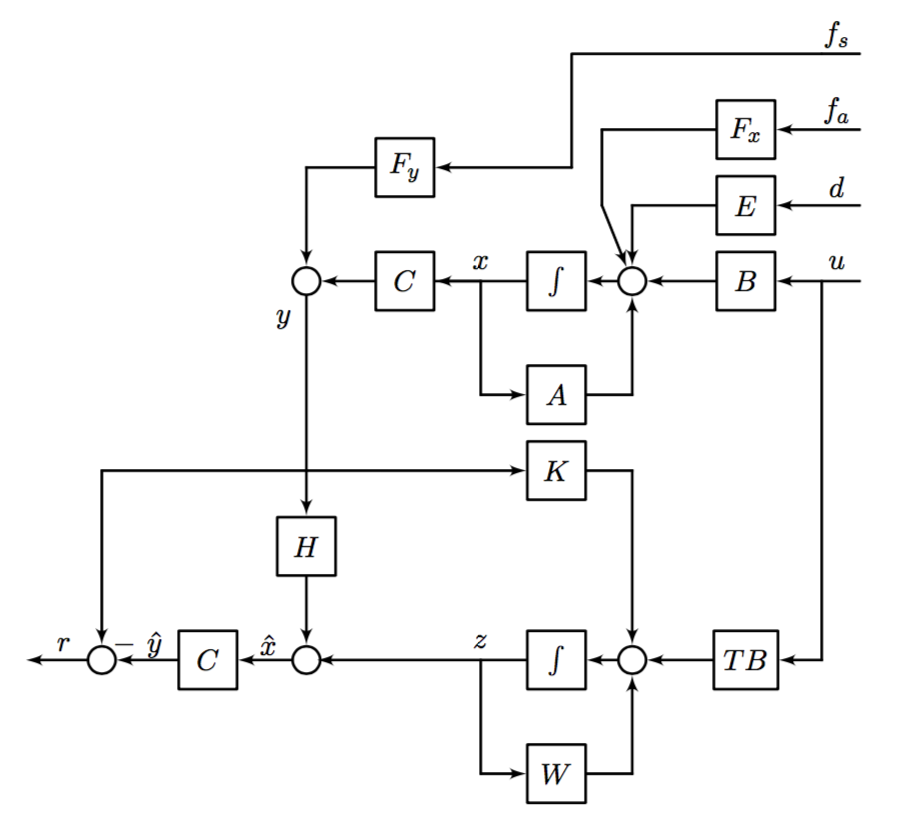 f_s
F_x f_a
F_y
E d
C x ∫ B u
y
A
K
H
r − ŷ C x̂ z ∫ TB
W